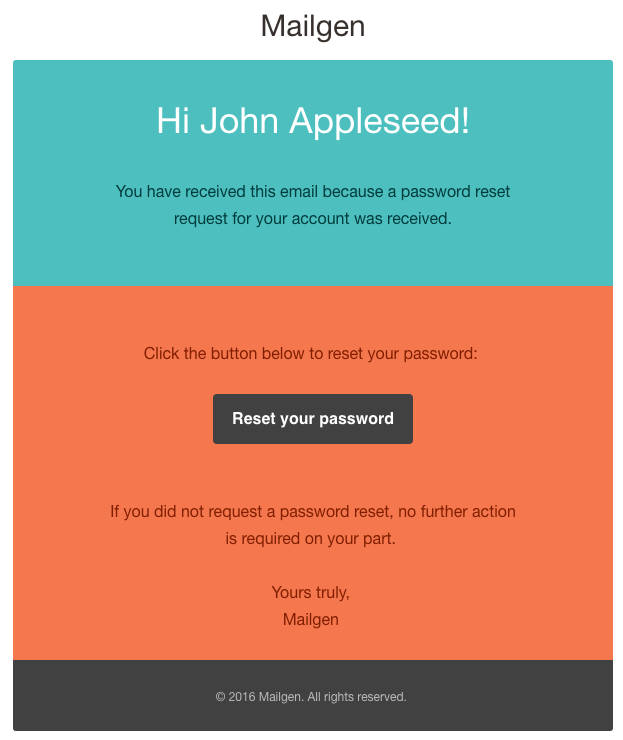 Mailgen
Hi John Appleseed!
You have received this email because a password reset
request for your account was received.
Click the button below to reset your password:
Reset your password
If you did not request a password reset, no further action
is required on your part.
Yours truly,
Mailgen
© 2016 Mailgen. All rights reserved.